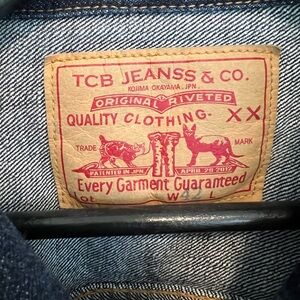 TCB JEANSS & CO.
KOJIMA OKAYAMA. JPN.
ORIGINAL RIVETED
QUALITY CLOTHING. XX
TRADE MARK
PATENTED IN JPN APRIL 28 2012
Every Garment Guaranteed
W 42 L